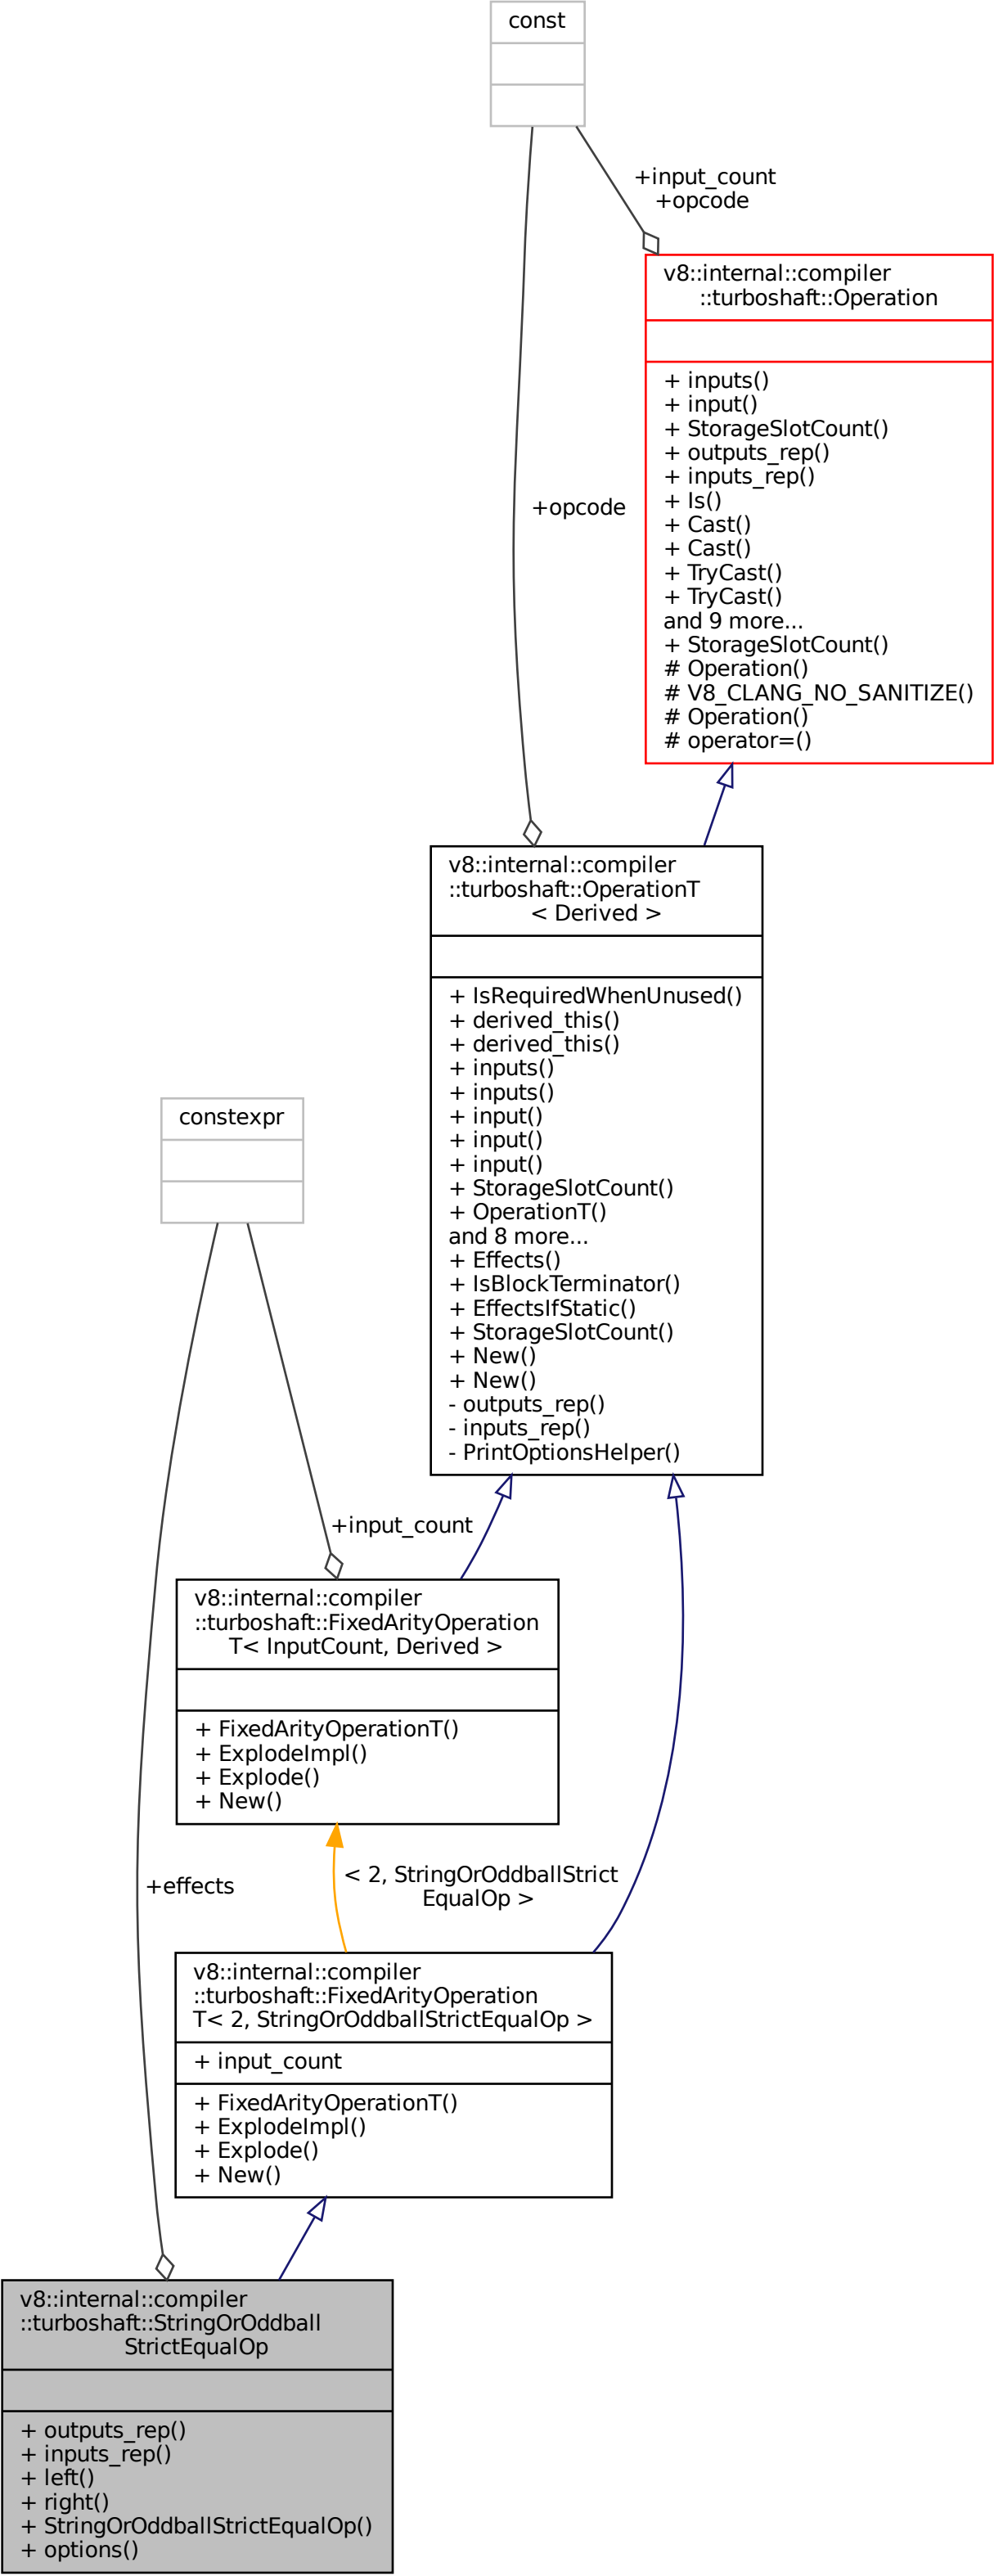 const
+input_count
+opcode
v8::internal::compiler
::turboshaft::Operation
+ inputs()
+ input()
+ StorageSlotCount()
+ outputs_rep()
+ inputs_rep()
+ Is()
+ Cast()
+ Cast()
+ TryCast()
+ TryCast()
and 9 more...
+ StorageSlotCount()
# Operation()
# V8_CLANG_NO_SANITIZE()
# Operation()
# operator=()
+opcode
v8::internal::compiler
::turboshaft::OperationT
< Derived >
+ IsRequiredWhenUnused()
+ derived_this()
+ derived_this()
+ inputs()
+ inputs()
+ input()
+ input()
+ input()
+ StorageSlotCount()
+ OperationT()
and 8 more...
+ Effects()
+ IsBlockTerminator()
+ EffectsIfStatic()
+ StorageSlotCount()
+ New()
+ New()
- outputs_rep()
- inputs_rep()
- PrintOptionsHelper()
constexpr
+input_count
v8::internal::compiler
::turboshaft::FixedArityOperation
T< InputCount, Derived >
+ FixedArityOperationT()
+ ExplodeImpl()
+ Explode()
+ New()
< 2, StringOrOddballStrict
EqualOp >
+effects
v8::internal::compiler
::turboshaft::FixedArityOperation
T< 2, StringOrOddballStrictEqualOp >
+ input_count
+ FixedArityOperationT()
+ ExplodeImpl()
+ Explode()
+ New()
v8::internal::compiler
::turboshaft::StringOrOddball
StrictEqualOp
+ outputs_rep()
+ inputs_rep()
+ left()
+ right()
+ StringOrOddballStrictEqualOp()
+ options()